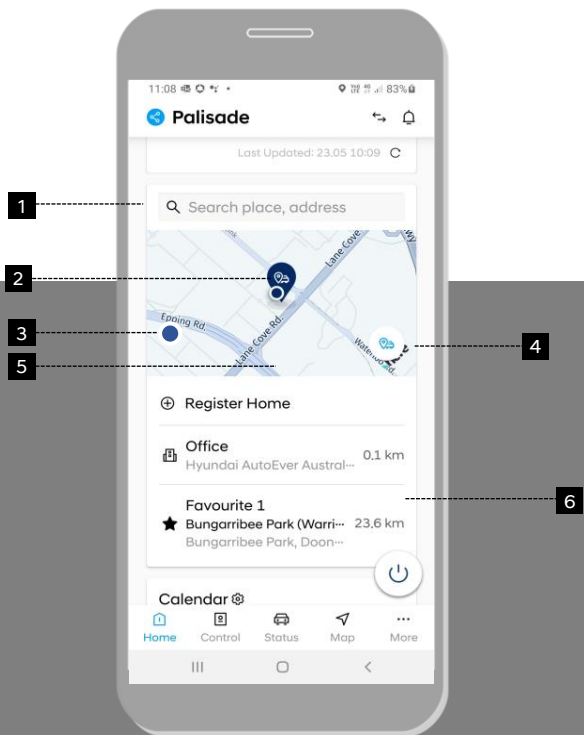 11:08 83%
Palisade
Last Updated: 23.05 10:09
1
Search place, address
Lane Cove
2
Epping Rd.
3
Lane Cove Rd.
4
5
Register Home
Office
Hyundai AutoEver Austral...
0.1 km
6
Favourite 1
Bungarribee Park (Warri... 23,6 km
Bungarribee Park, Doon...
Calendar
Home Control Status Map More